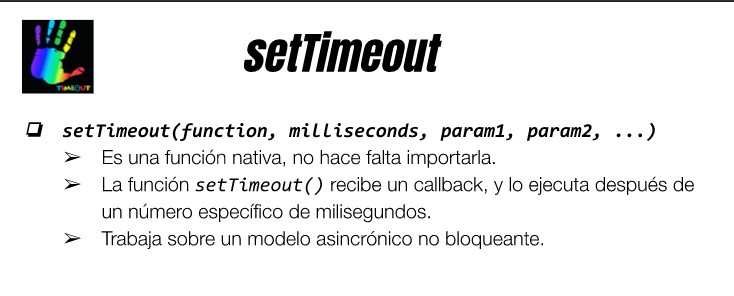 TIMEOUT
setTimeout
setTimeout(function, milliseconds, param1, param2, ...)
Es una función nativa, no hace falta importarla.
La función setTimeout() recibe un callback, y lo ejecuta después de
un número específico de milisegundos.
Trabaja sobre un modelo asincrónico no bloqueante.